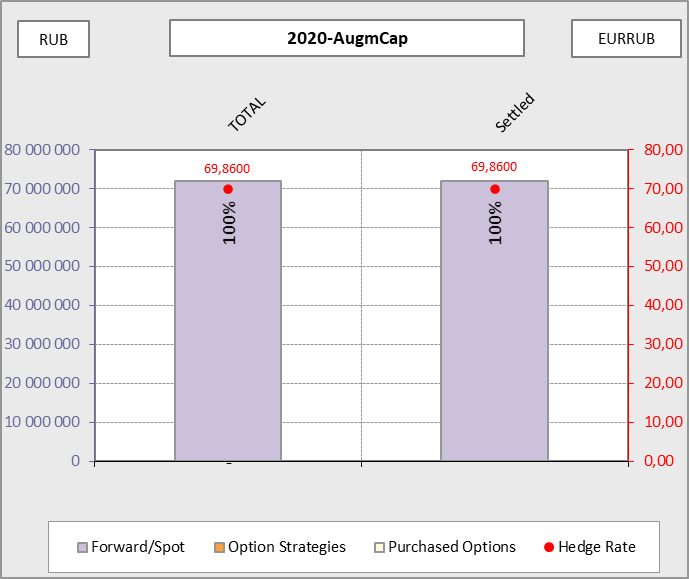 RUB
2020-AugmCap
EURRUB
TOTAL
Settled
80 000 000
70 000 000
60 000 000
50 000 000
40 000 000
30 000 000
20 000 000
10 000 000
0
69,8600
69,8600
100%
100%
80,00
70,00
60,00
50,00
40,00
30,00
20,00
10,00
0,00
Forward/Spot
Option Strategies
Purchased Options
Hedge Rate